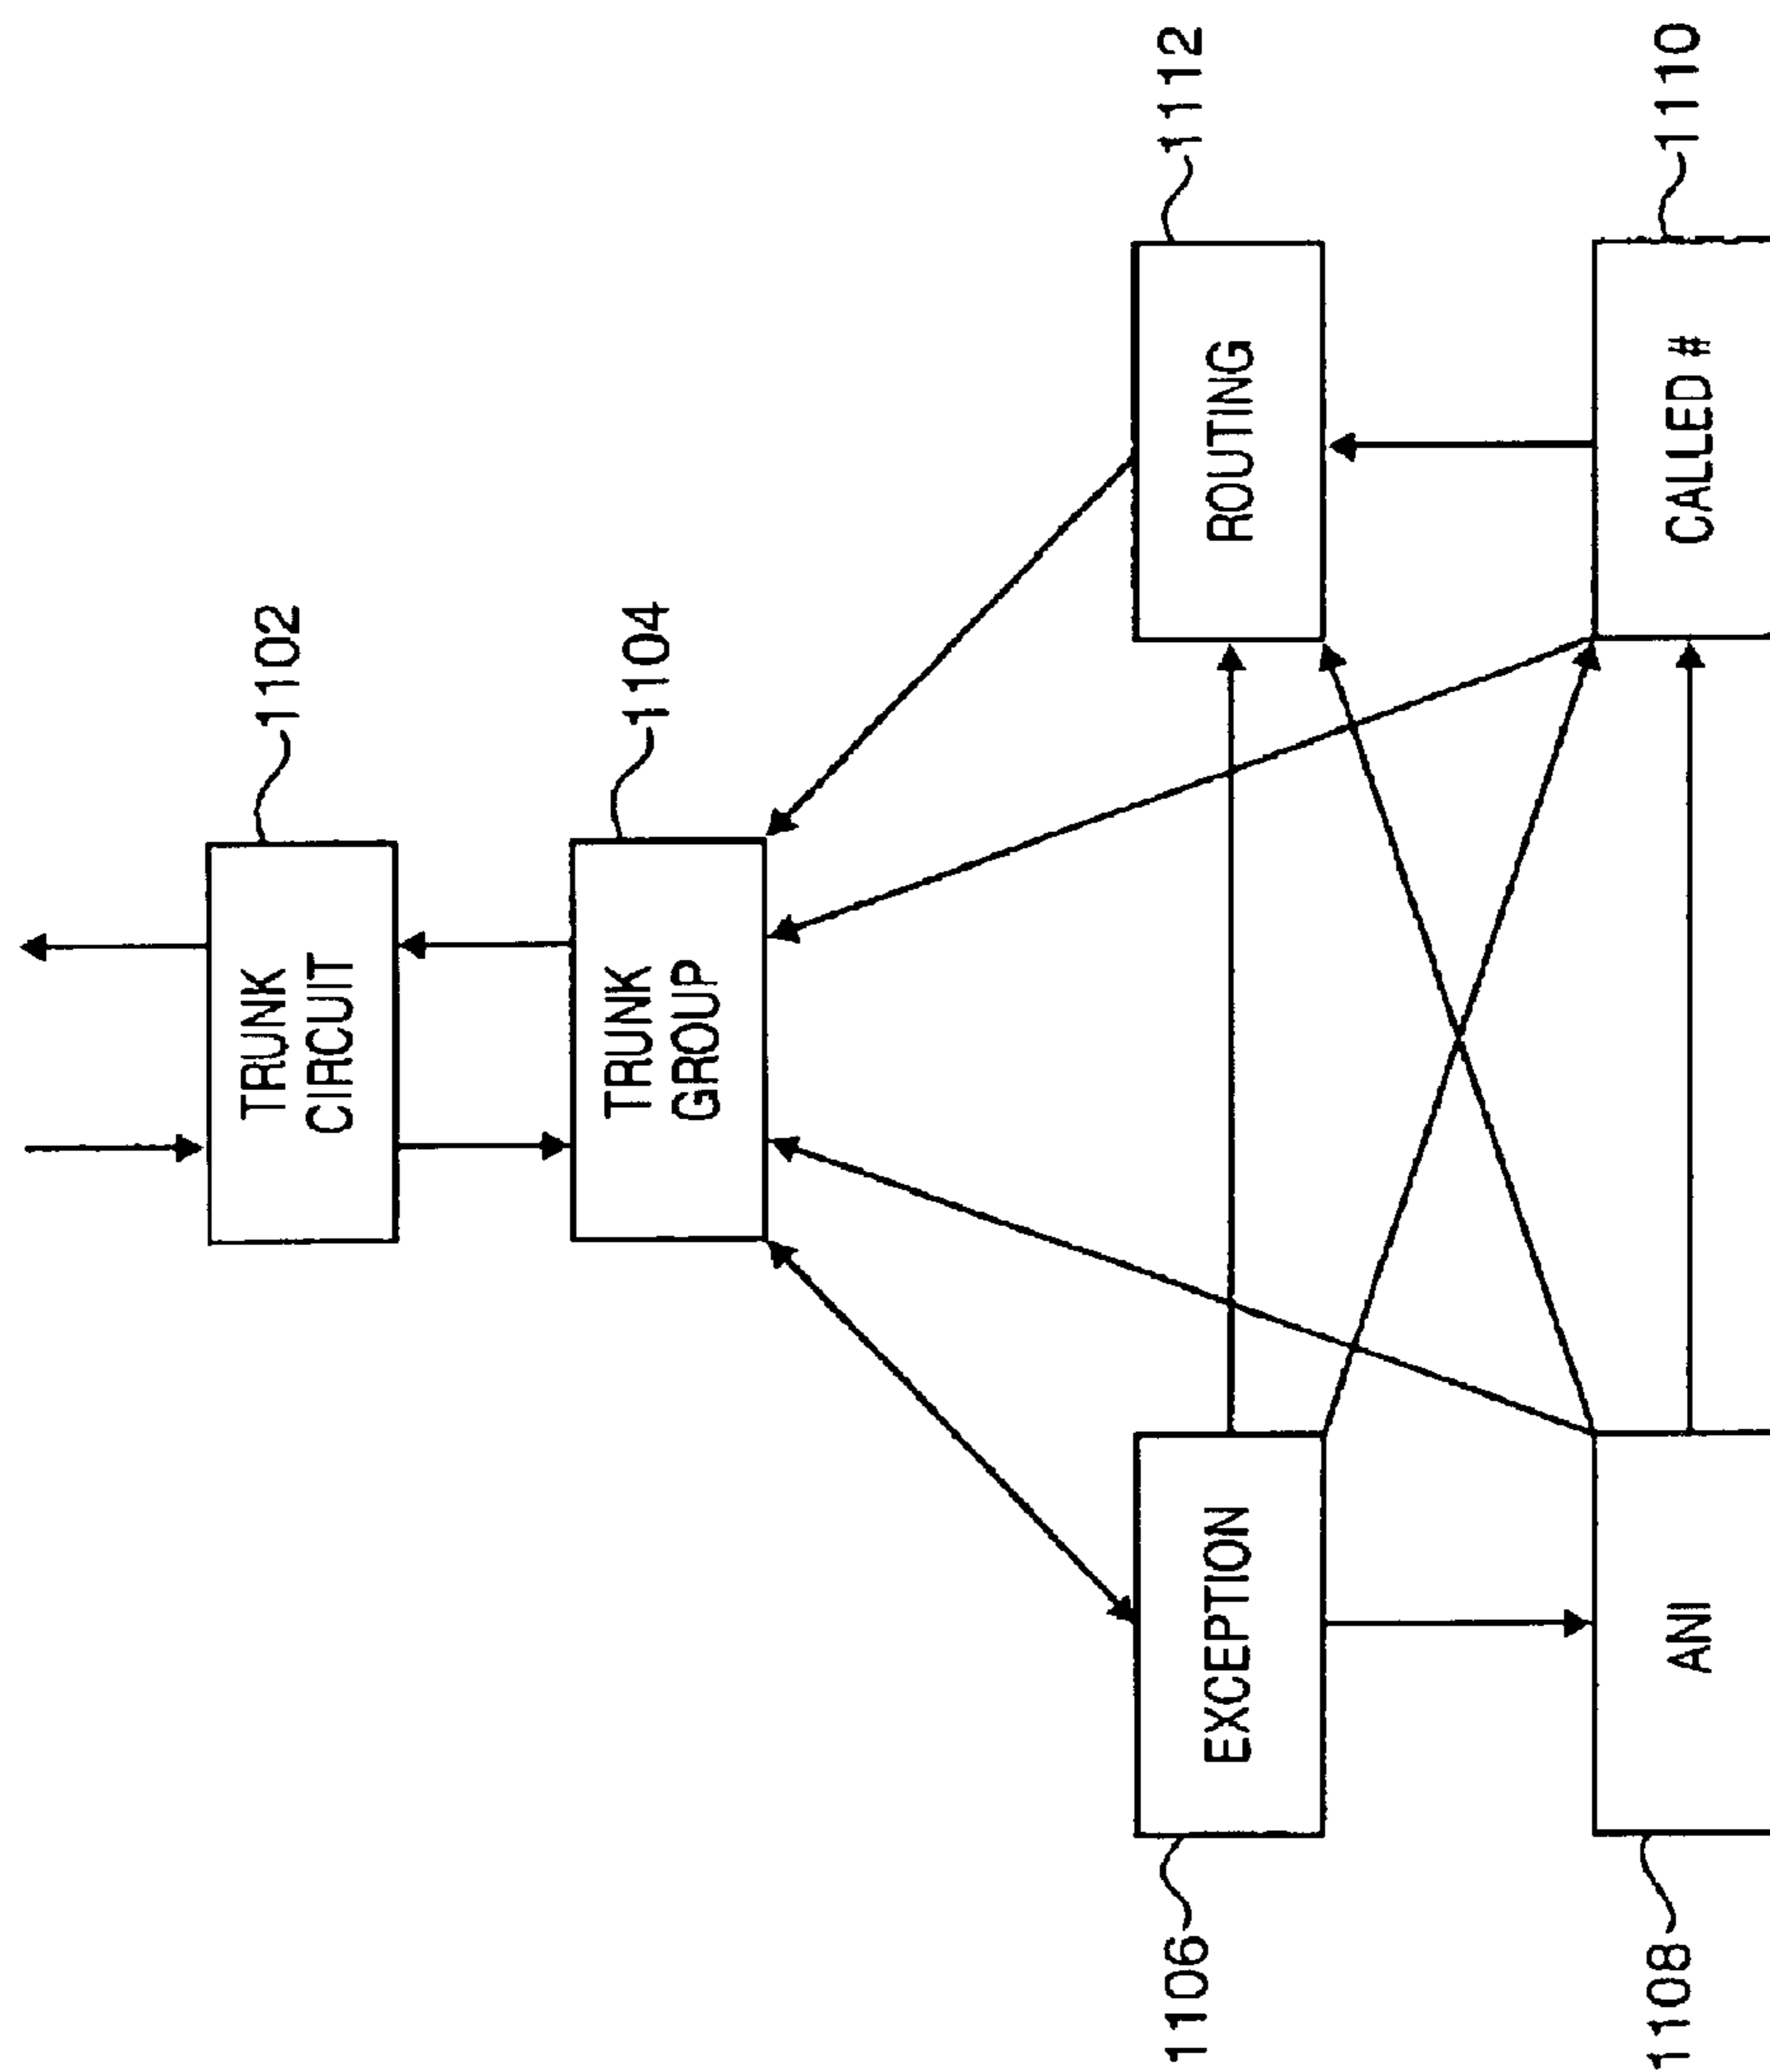 1102
TRUNK
CIRCUIT
1104
TRUNK
GROUP
1112
ROUTING
1106
EXCEPTION
1110
CALLED #
1108
ANI